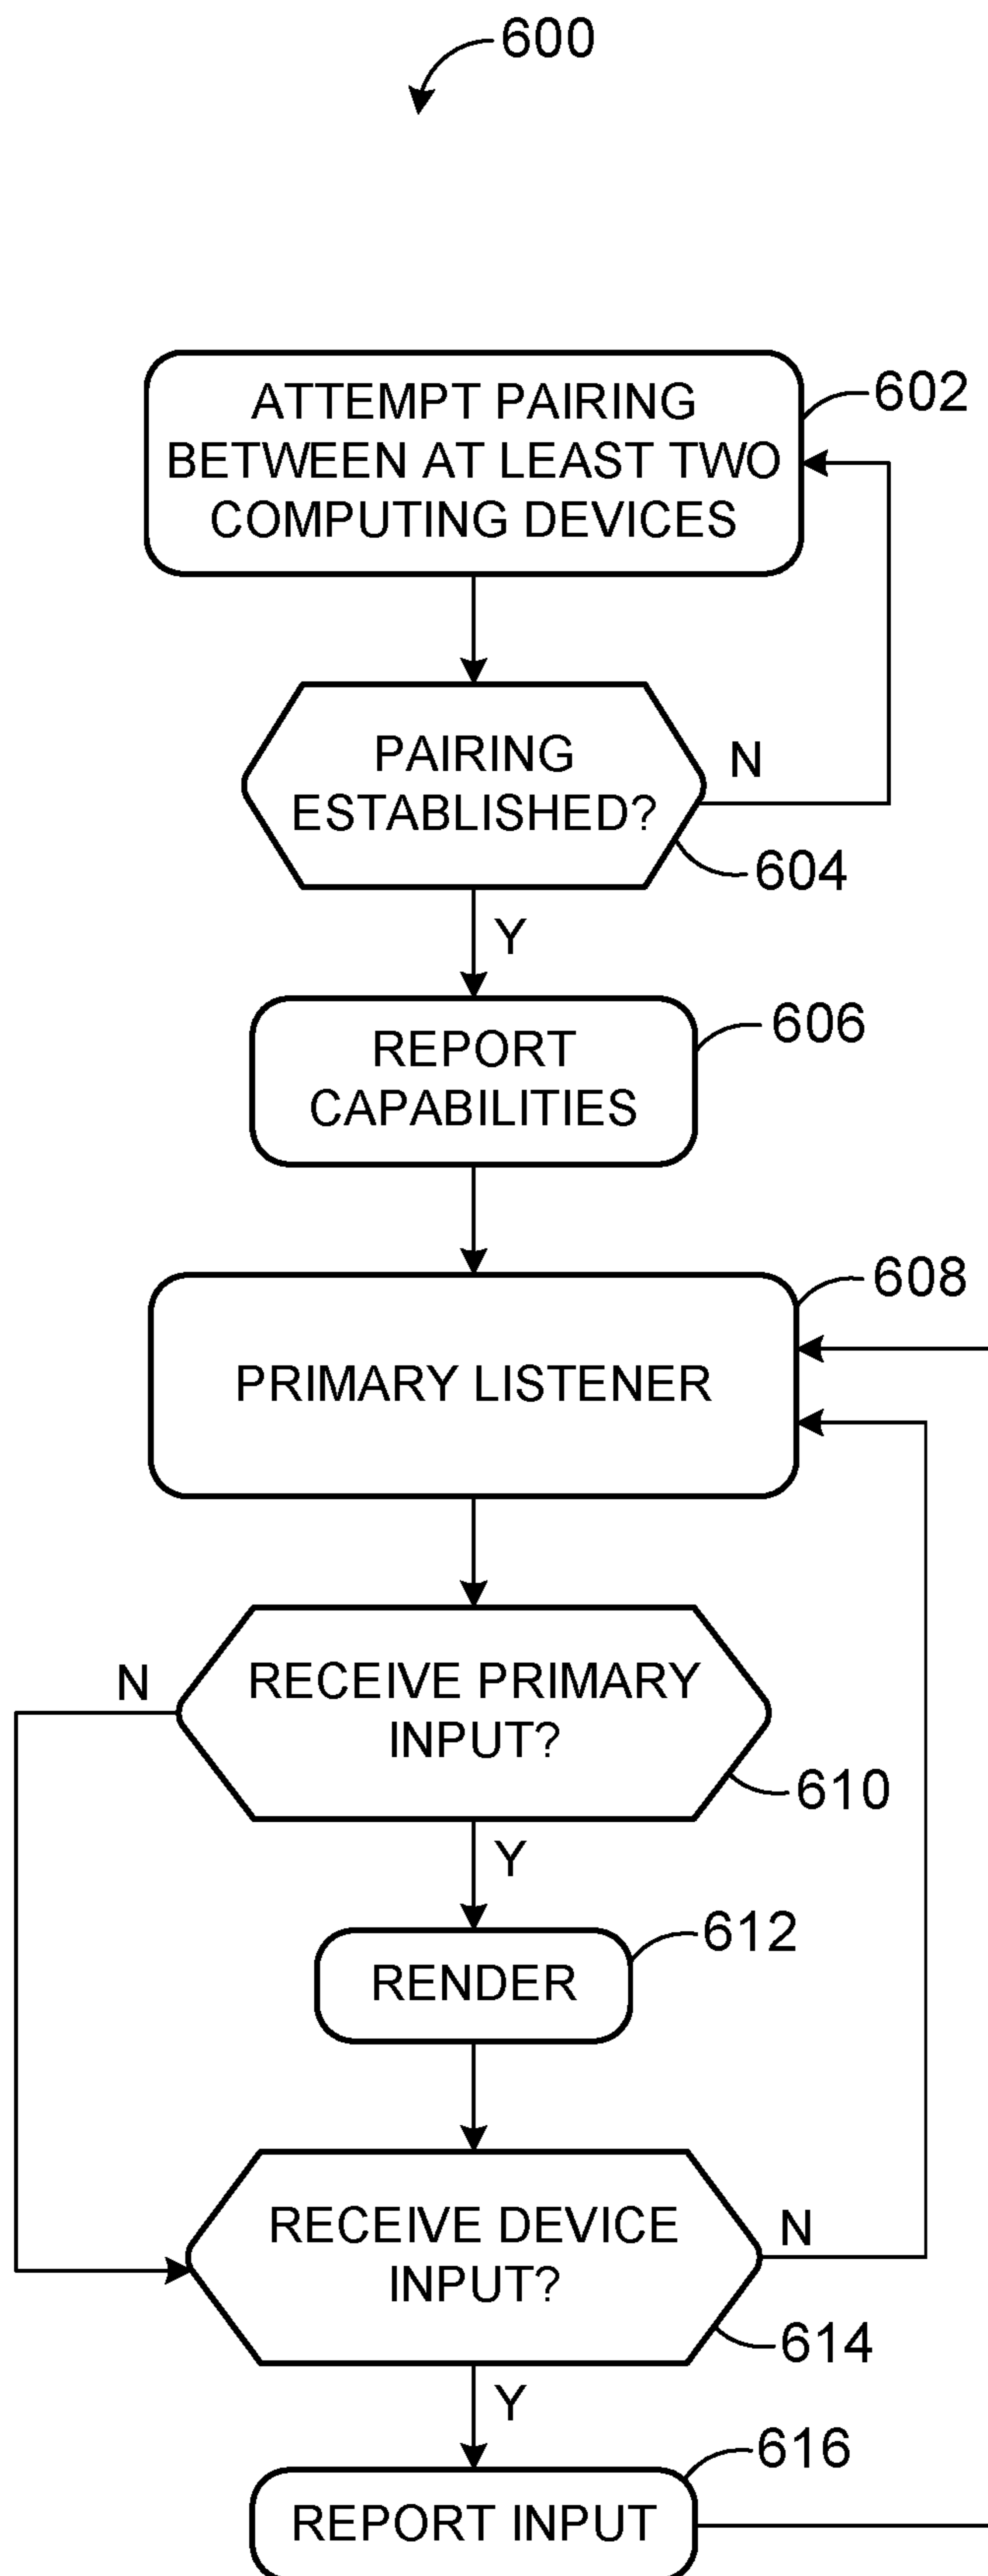 600
ATTEMPT PAIRING
BETWEEN AT LEAST TWO
COMPUTING DEVICES
602
PAIRING
ESTABLISHED?
N
604
Y
REPORT
CAPABILITIES
606
608
PRIMARY LISTENER
N
RECEIVE PRIMARY
INPUT?
610
Y
612
RENDER
RECEIVE DEVICE
INPUT?
N
614
Y
616
REPORT INPUT